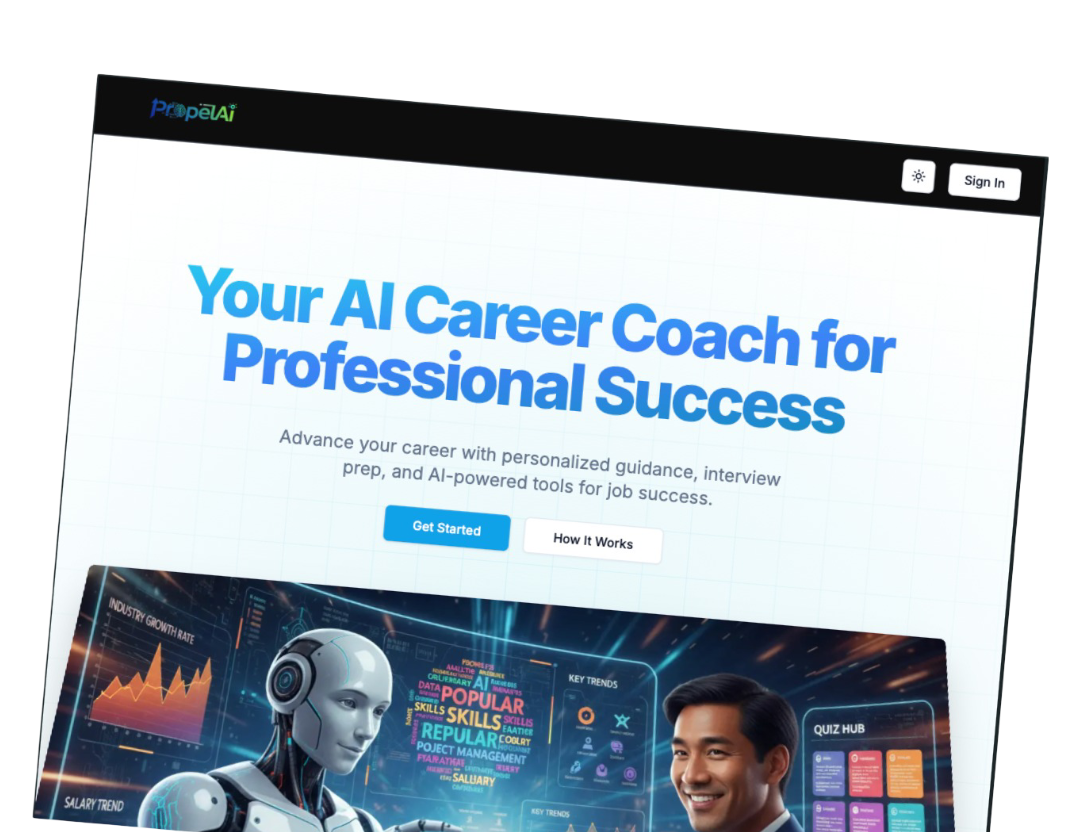 PropelAi
Sign In
Your AI Career Coach for
Professional Success
Advance your career with personalized guidance, interview
prep, and AI-powered tools for job success.
Get Started
How It Works
INDUSTRY GROWTH RATE
SALARY TREND
AI
DATA
POPULAR
SKILLS SKILLS SKILLS
REPULAR
POJECT MANAGEMENT
SALUARY
KEY TRENDS
KEY TRENDS
QUIZ HUB